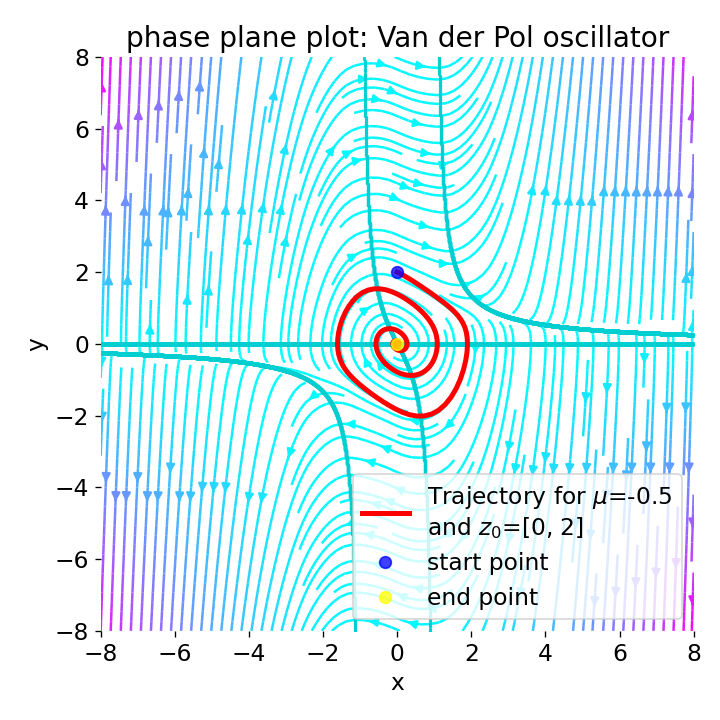 phase plane plot: Van der Pol oscillator
8
6
4
2
0
−2
−4
−6
−8
y
−8 −6 −4 −2 0 2 4 6 8
x
Trajectory for μ=-0.5
and z₀=[0, 2]
start point
end point